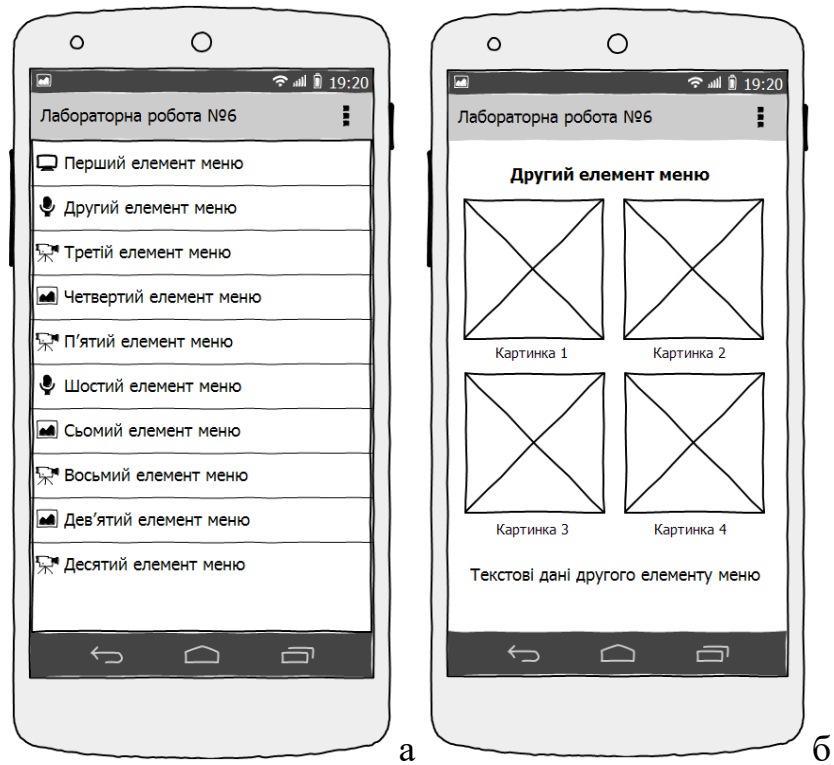 19:20
Лабораторна робота №6
Перший елемент меню
Другий елемент меню
Третій елемент меню
Четвертий елемент меню
П’ятий елемент меню
Шостий елемент меню
Сьомий елемент меню
Восьмий елемент меню
Дев’ятий елемент меню
Десятий елемент меню
а
19:20
Лабораторна робота №6
Другий елемент меню
Картинка 1
Картинка 2
Картинка 3
Картинка 4
Текстові дані другого елементу меню
б